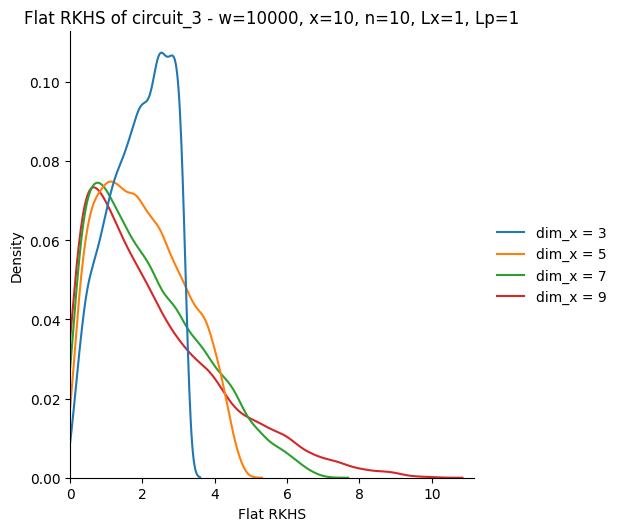 Flat RKHS of circuit_3 - w=10000, x=10, n=10, Lx=1, Lp=1
Density
0.10
0.08
0.06
0.04
0.02
0.00
0 2 4 6 8 10
Flat RKHS
dim_x = 3
dim_x = 5
dim_x = 7
dim_x = 9